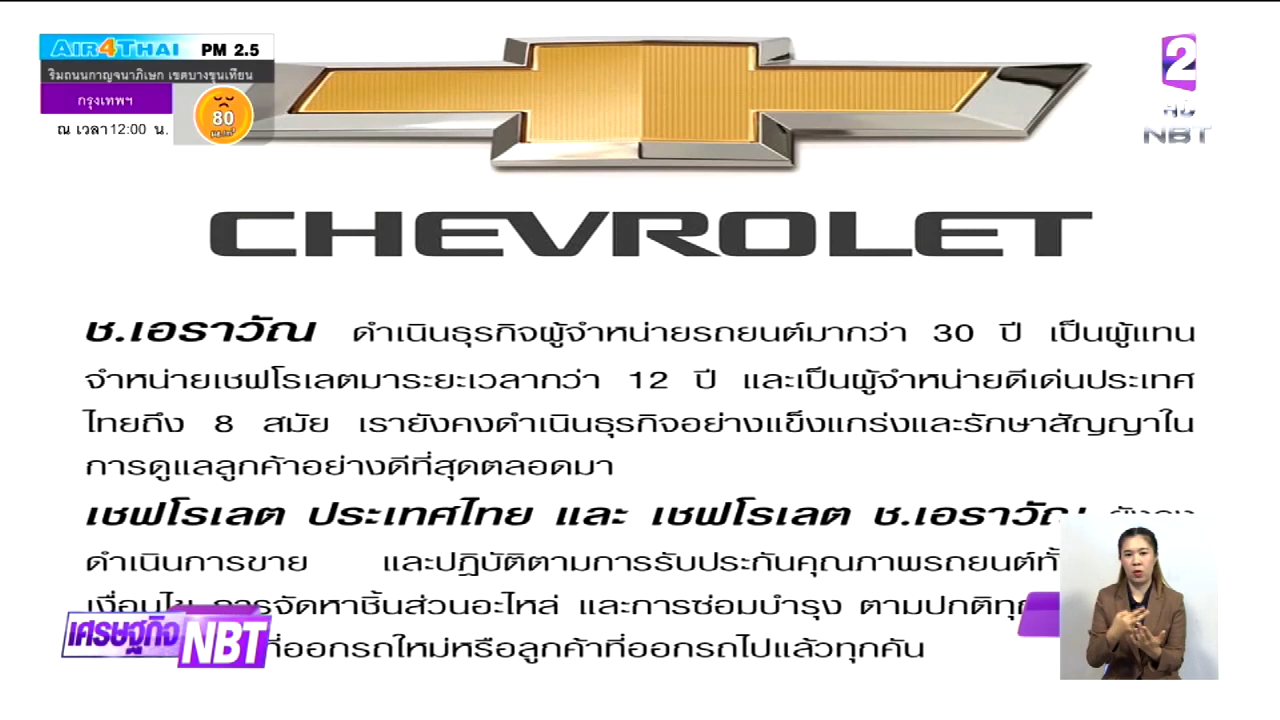 AIR4THAI PM 2.5
ริมถนนกาญจนาภิเษก เขตบางขุนเทียน
กรุงเทพฯ
80
ณ เวลา 12:00 น.
2
สด
NBT
CHEVROLET
ช.เอราวัณ ดำเนินธุรกิจผู้จำหน่ายรถยนต์มากว่า 30 ปี เป็นผู้แทน
จำหน่ายเชฟโรเลตมาระยะเวลากว่า 12 ปี และเป็นผู้จำหน่ายดีเด่นประเทศ
ไทยถึง 8 สมัย เรายังคงดำเนินธุรกิจอย่างแข็งแกร่งและรักษาสัญญาใน
การดูแลลูกค้าอย่างดีที่สุดตลอดมา
เชฟโรเลต ประเทศไทย และ เชฟโรเลต ช.เอราวัณ
ดำเนินการขาย และปฏิบัติตามการรับประกันคุณภาพรถยนต์
เงื่อนไข การจัดหาชิ้นส่วนอะไหล่ และการซ่อมบำรุง ตามปกติ
ที่ออกรถใหม่หรือลูกค้าที่ออกรถไปแล้วทุกคัน
เศรษฐกิจ NBT